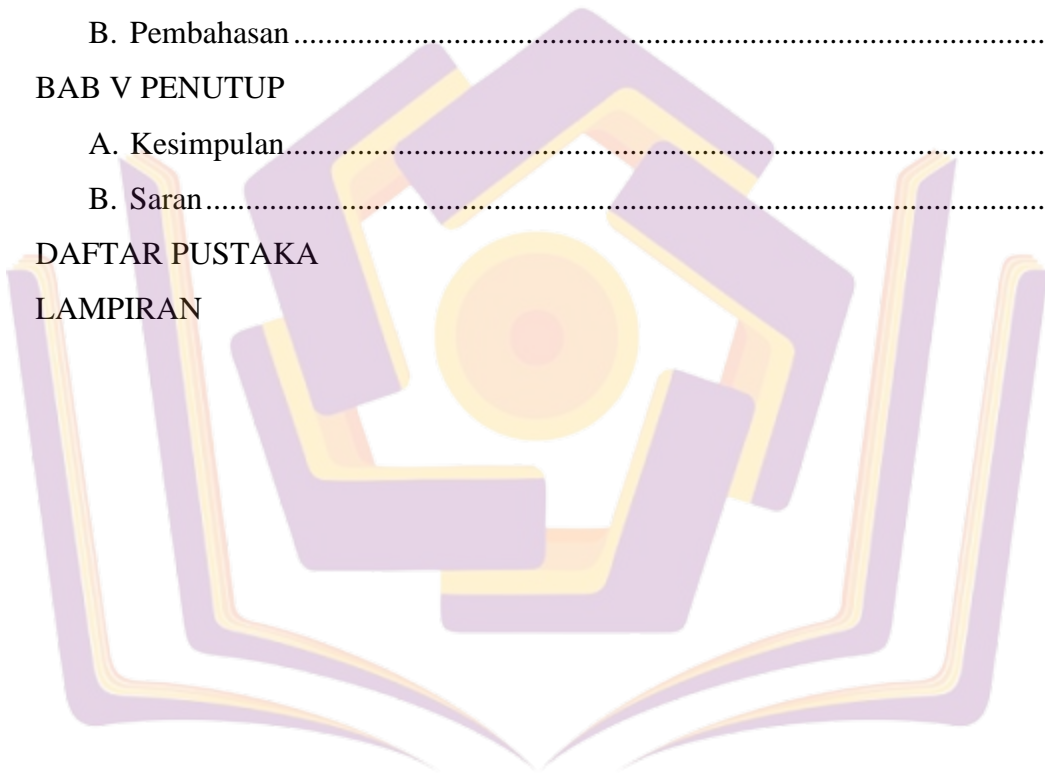 B. Pembahasan................................................................................................
BAB V PENUTUP
A. Kesimpulan.................................................................................................
B. Saran...........................................................................................................
DAFTAR PUSTAKA
LAMPIRAN